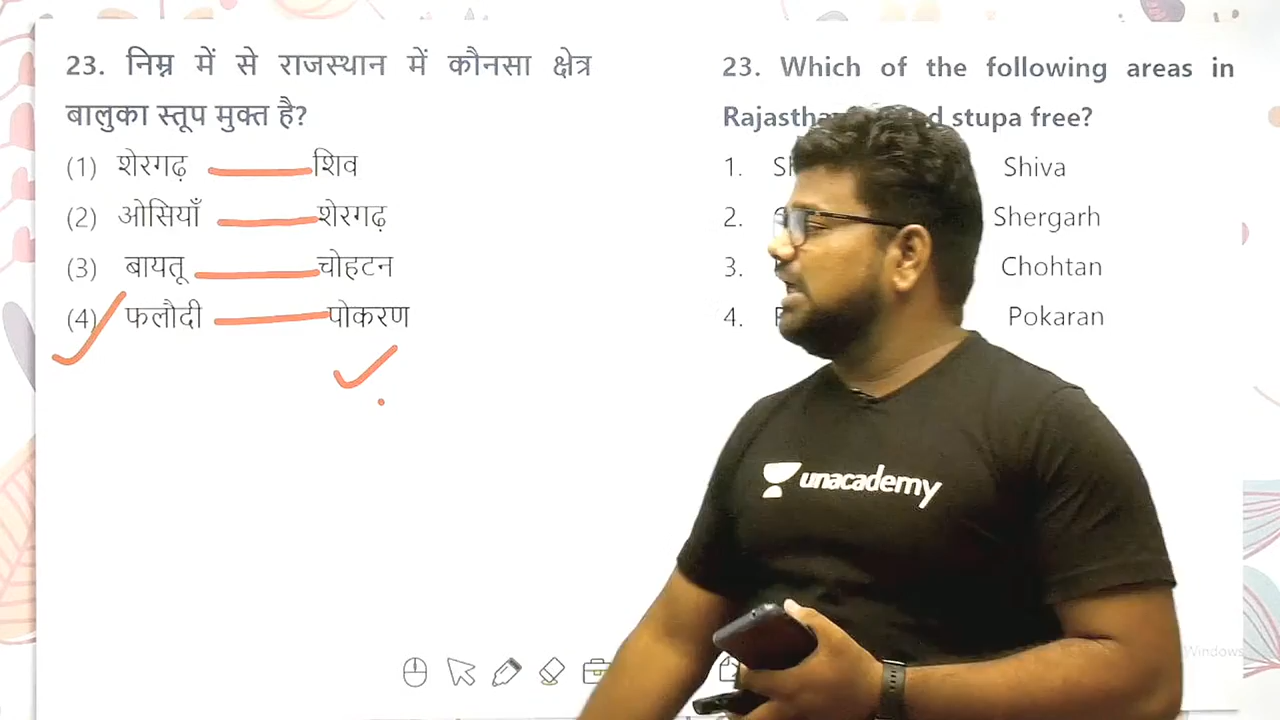 23. निम्न में से राजस्थान में कौनसा क्षेत्र
बालुका स्तूप मुक्त है?
(1) शेरगढ़ शिव
(2) ओसियाँ शेरगढ़
(3) बायतू चोहटन
(4) फलौदी पोकरण
23. Which of the following areas in
stupa free?
1. Shiva
2. Shergarh
3. Chohtan
4. Pokaran
unacademy
Windows